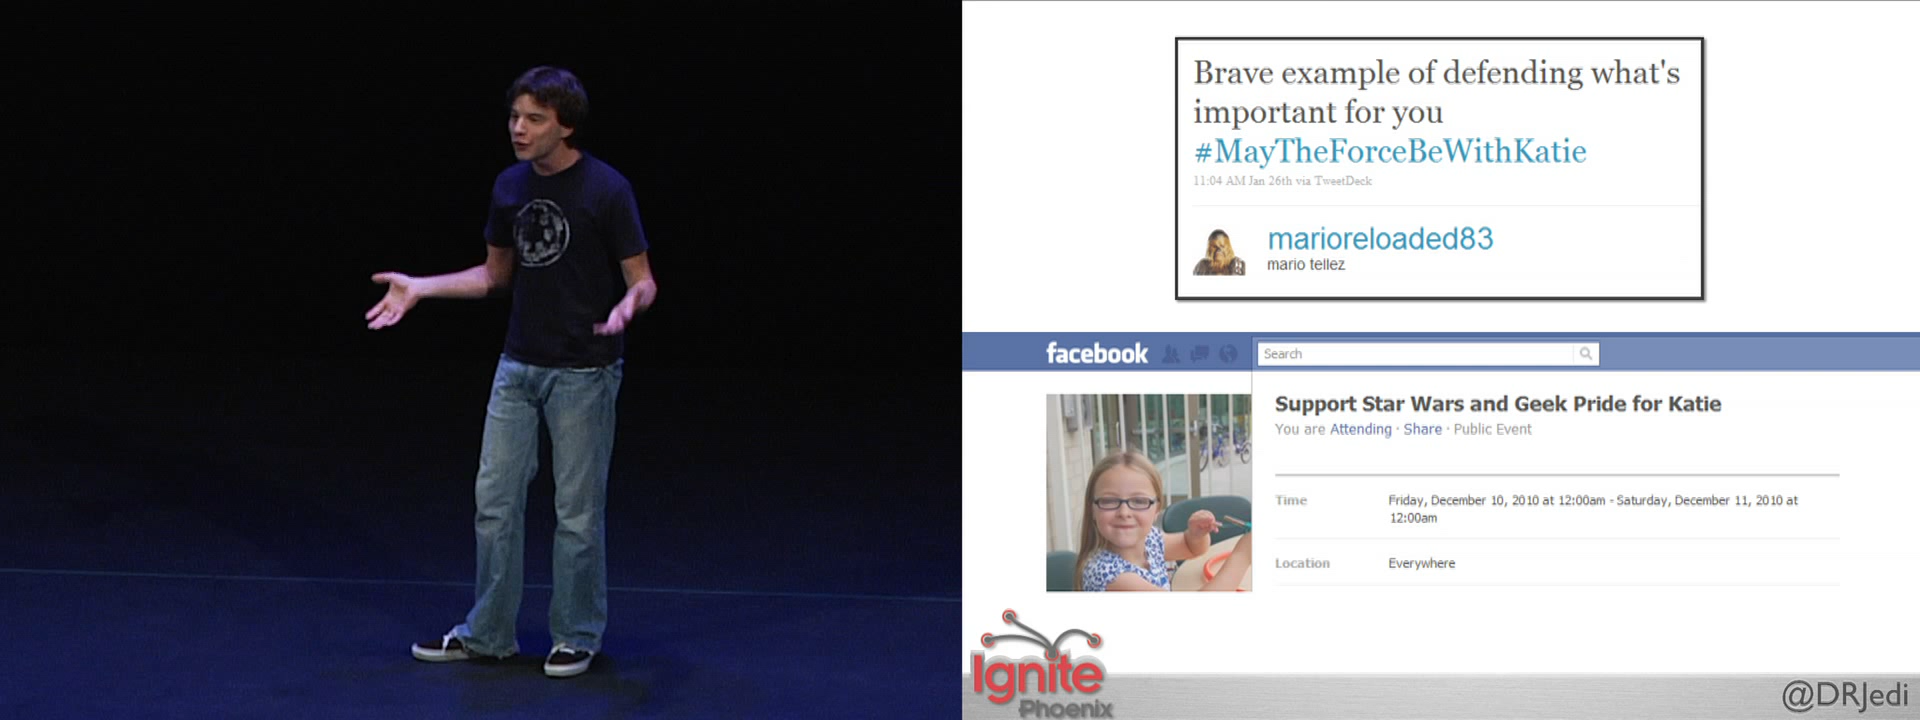 Brave example of defending what's
important for you
#MayTheForceBeWithKatie
11:04 AM Jan 26th via TweetDeck
marioreloaded83
mario tellez
facebook
Search
Support Star Wars and Geek Pride for Katie
You are Attending · Share · Public Event
Time
Friday, December 10, 2010 at 12:00am - Saturday, December 11, 2010 at
12:00am
Location
Everywhere
Ignite
Phoenix
@DRJedi